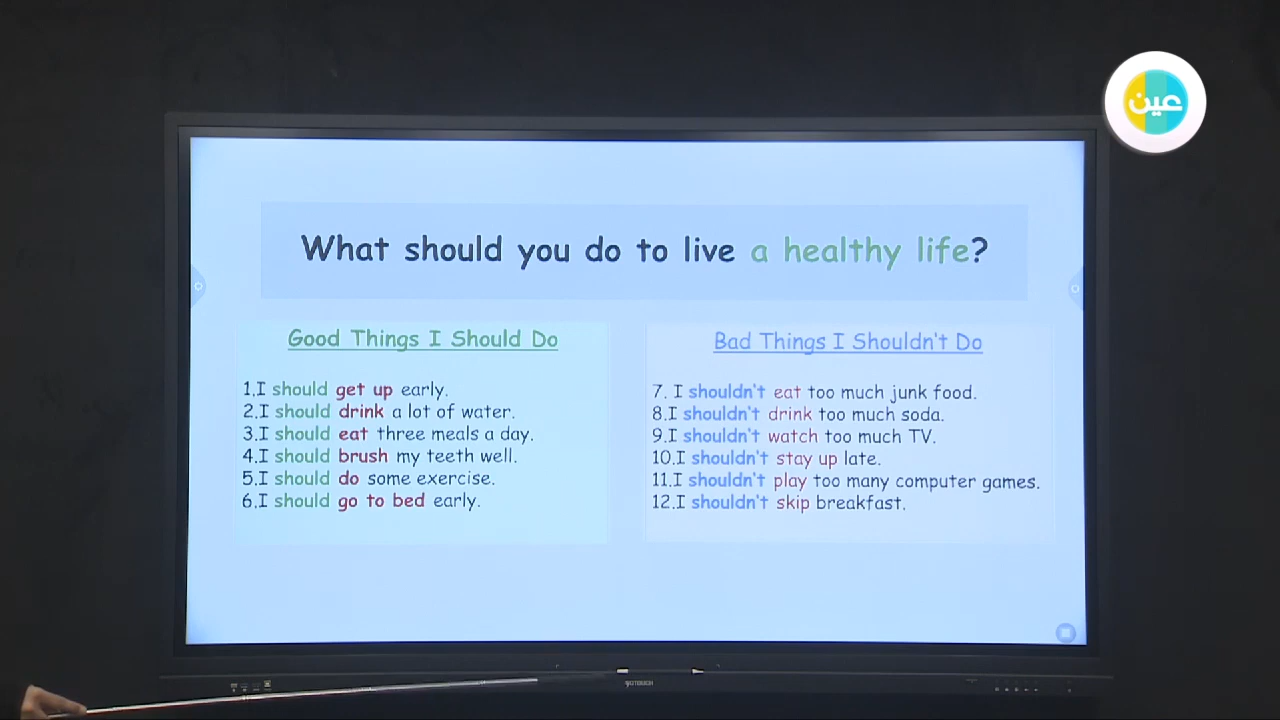 عين
What should you do to live a healthy life?
Good Things I Should Do
1.I should get up early.
2.I should drink a lot of water.
3.I should eat three meals a day.
4.I should brush my teeth well.
5.I should do some exercise.
6.I should go to bed early.
Bad Things I Shouldn't Do
7. I shouldn't eat too much junk food.
8.I shouldn't drink too much soda.
9.I shouldn't watch too much TV.
10.I shouldn't stay up late.
11.I shouldn't play too many computer games.
12.I shouldn't skip breakfast.